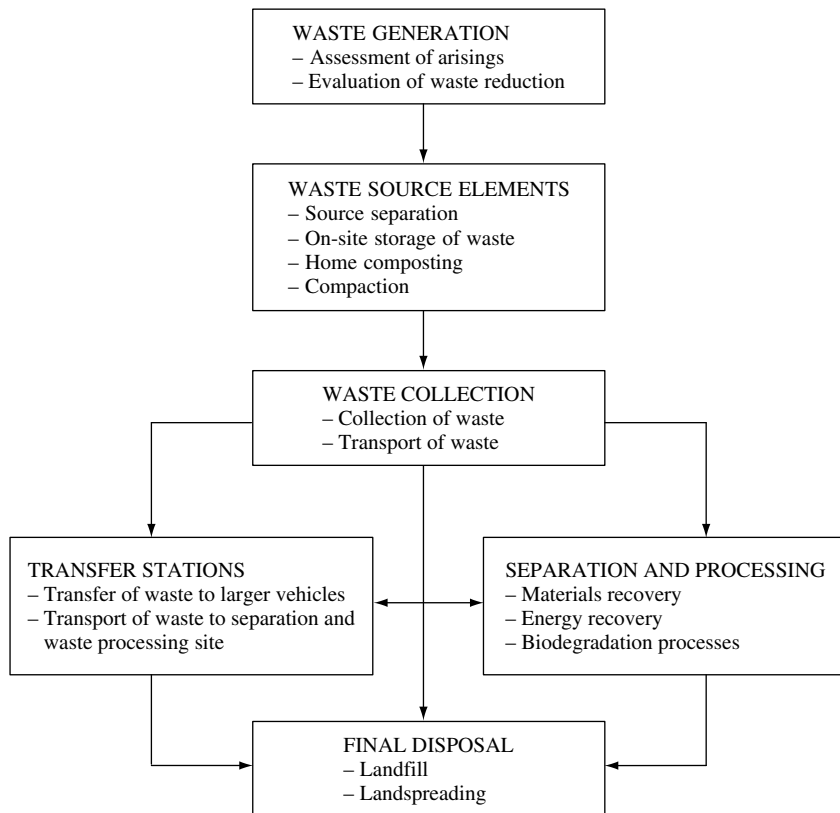 WASTE GENERATION
– Assessment of arisings
– Evaluation of waste reduction
WASTE SOURCE ELEMENTS
– Source separation
– On-site storage of waste
– Home composting
– Compaction
WASTE COLLECTION
– Collection of waste
– Transport of waste
TRANSFER STATIONS
– Transfer of waste to larger vehicles
– Transport of waste to separation and
waste processing site
SEPARATION AND PROCESSING
– Materials recovery
– Energy recovery
– Biodegradation processes
FINAL DISPOSAL
– Landfill
– Landspreading